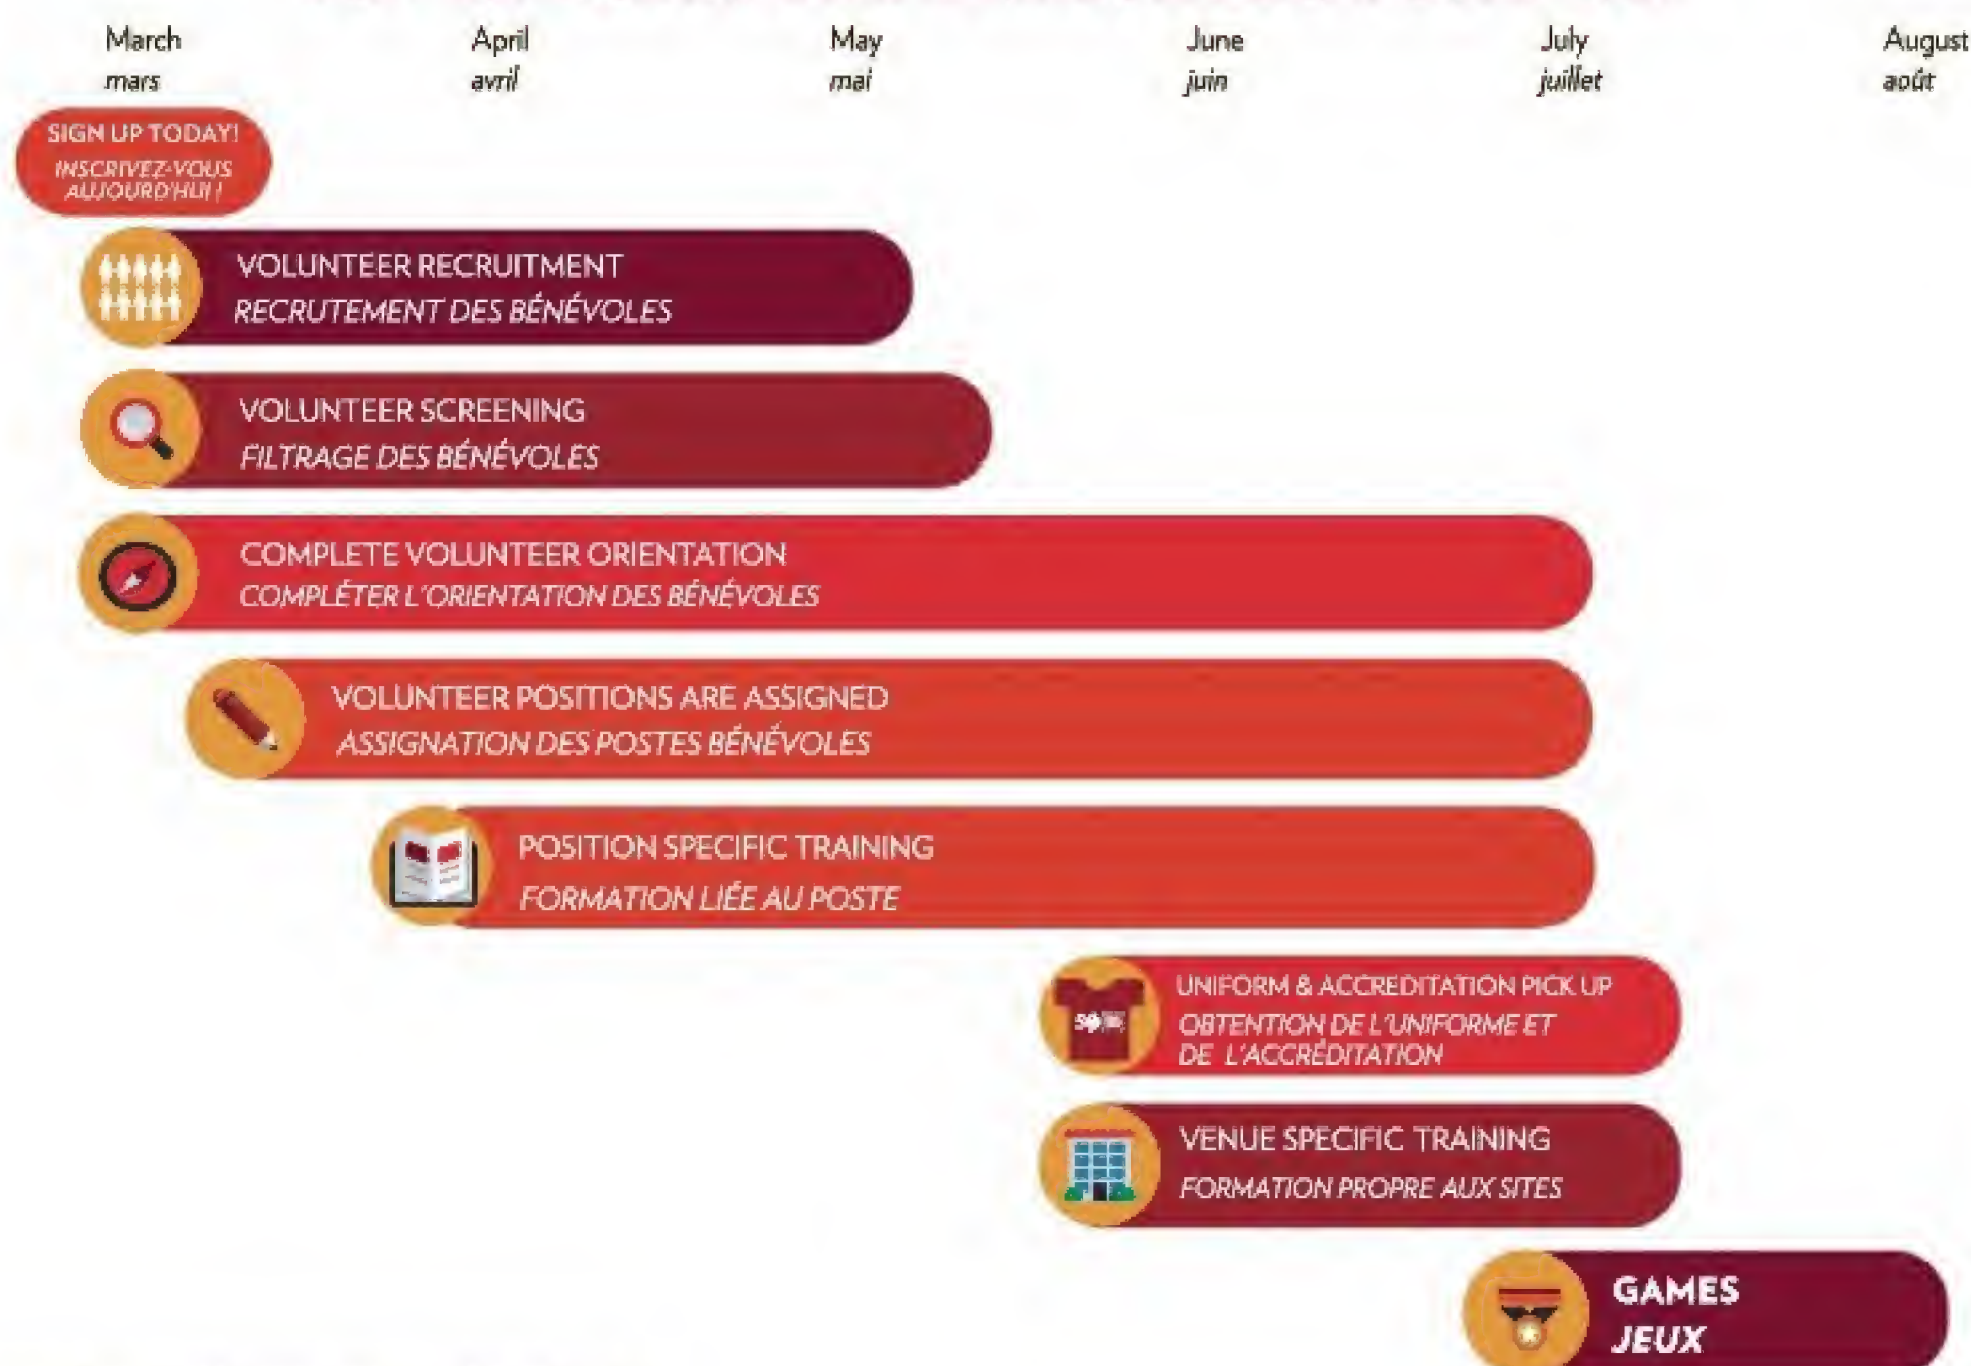 March April May June July August
mars avril mai juin juillet août
SIGN UP TODAY!
INSCRIVEZ-VOUS
AUJOURD'HUI!
VOLUNTEER RECRUITMENT
RECRUTEMENT DES BÉNÉVOLES
VOLUNTEER SCREENING
FILTRAGE DES BÉNÉVOLES
COMPLETE VOLUNTEER ORIENTATION
COMPLÉTER L'ORIENTATION DES BÉNÉVOLES
VOLUNTEER POSITIONS ARE ASSIGNED
ASSIGNATION DES POSTES BÉNÉVOLES
POSITION SPECIFIC TRAINING
FORMATION LIÉE AU POSTE
UNIFORM & ACCREDITATION PICK UP
OBTENTION DE L'UNIFORME ET
DE L'ACCRÉDITATION
VENUE SPECIFIC TRAINING
FORMATION PROPRE AUX SITES
GAMES
JEUX